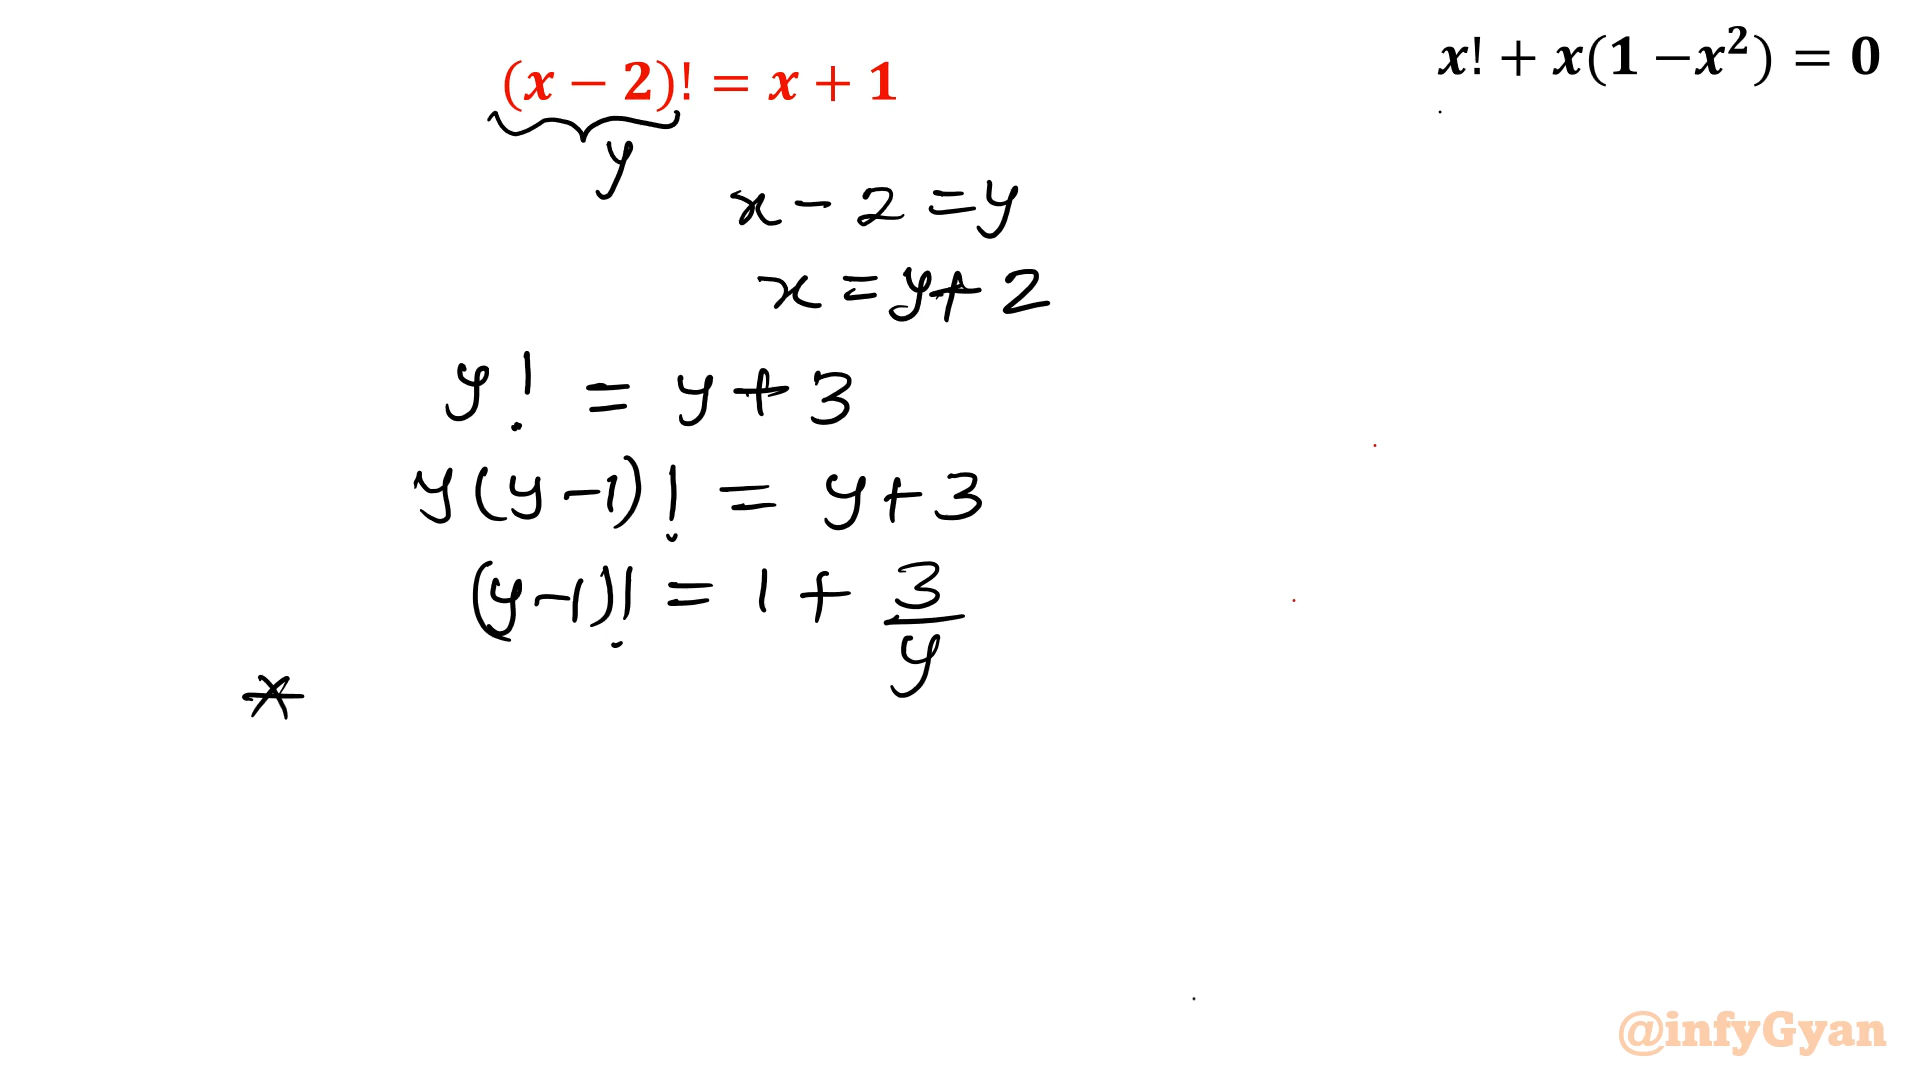 x! + x(1 − x²) = 0
(x − 2)! = x + 1
y
x − 2 = y
x = y + 2
y! = y + 3
y(y − 1)! = y + 3
(y − 1)! = 1 + 3/y
*
@infyGyan